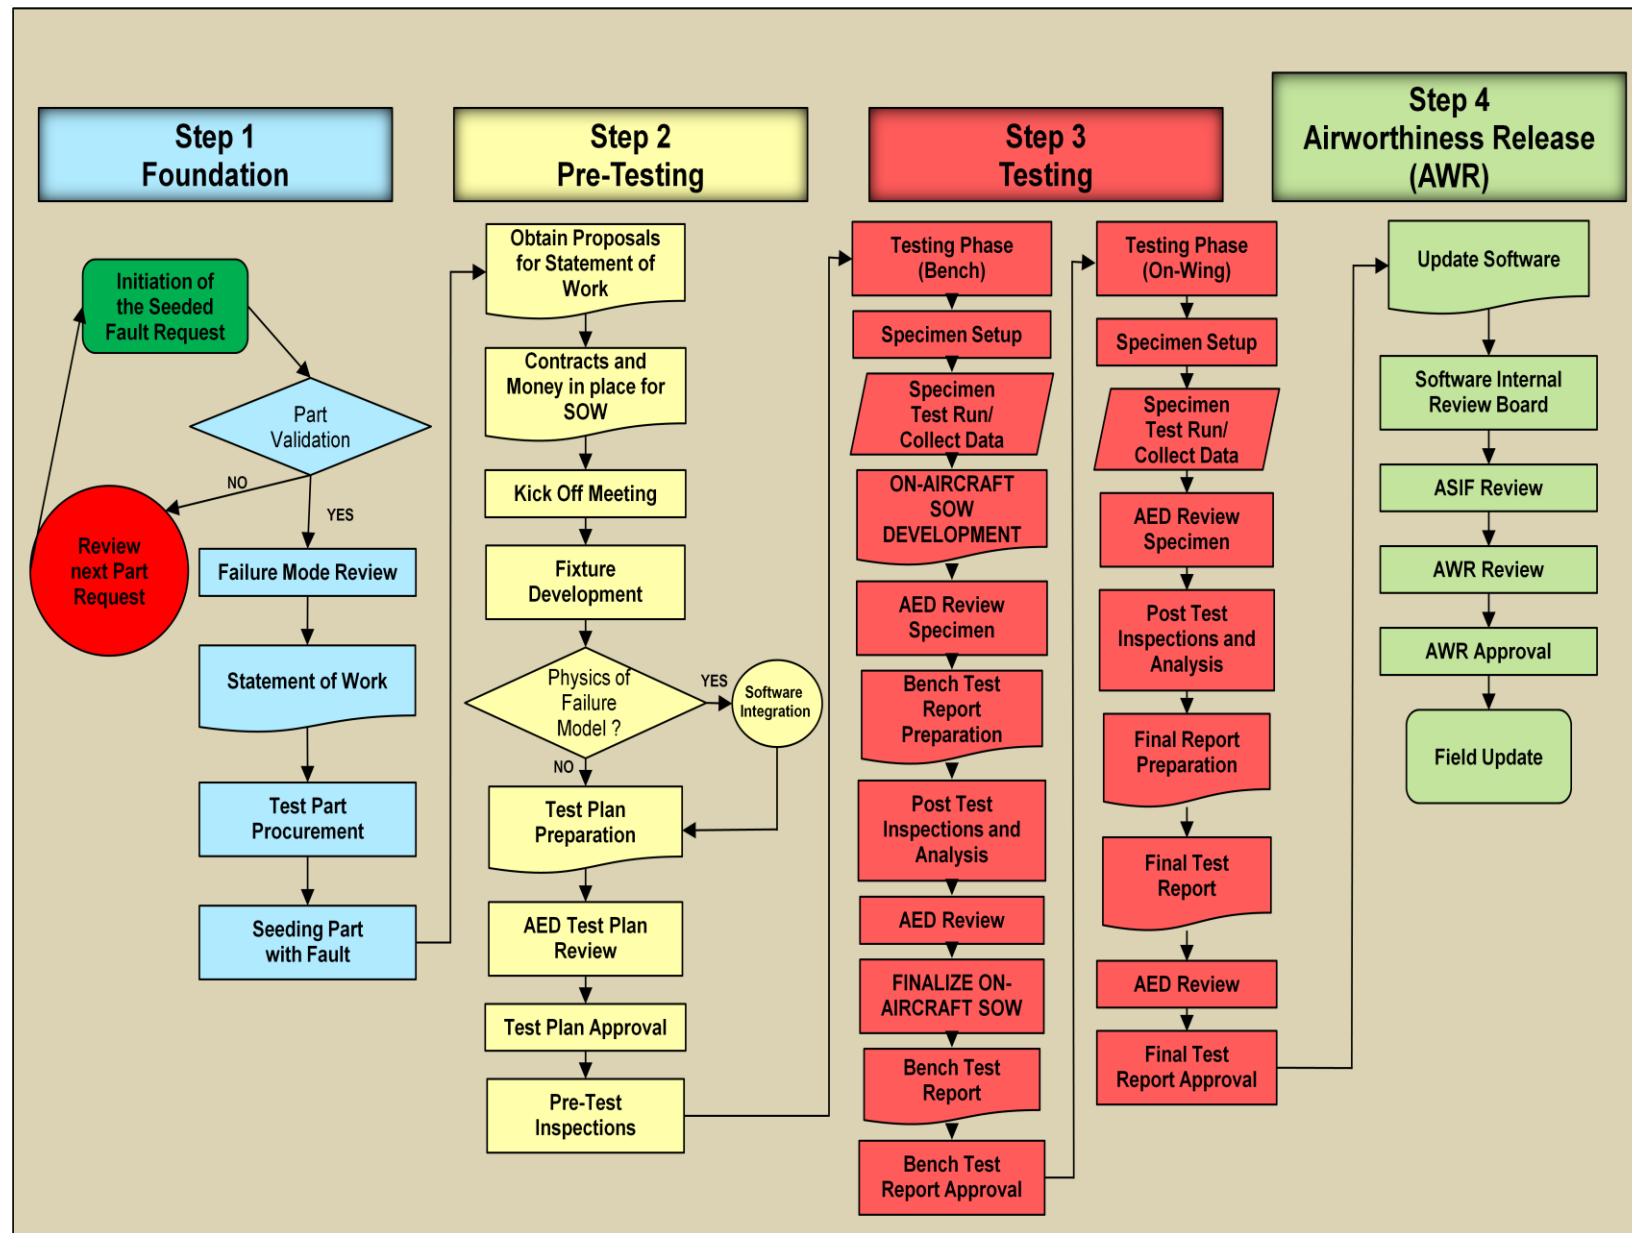 Step 1
Foundation
Initiation of
the Seeded
Fault Request
Part
Validation
NO
YES
Review
next Part
Request
Failure Mode Review
Statement of Work
Test Part
Procurement
Seeding Part
with Fault
Step 2
Pre-Testing
Obtain Proposals
for Statement of
Work
Contracts and
Money in place for
SOW
Kick Off Meeting
Fixture
Development
Physics of
Failure
Model ?
YES
Software
Integration
NO
Test Plan
Preparation
AED Test Plan
Review
Test Plan Approval
Pre-Test
Inspections
Step 3
Testing
Testing Phase
(Bench)
Specimen Setup
Specimen
Test Run/
Collect Data
ON-AIRCRAFT
SOW
DEVELOPMENT
AED Review
Specimen
Bench Test
Report
Preparation
Post Test
Inspections and
Analysis
AED Review
FINALIZE ON-
AIRCRAFT SOW
Bench Test
Report
Bench Test
Report Approval
Testing Phase
(On-Wing)
Specimen Setup
Specimen
Test Run/
Collect Data
AED Review
Specimen
Post Test
Inspections and
Analysis
Final Report
Preparation
Final Test
Report
AED Review
Final Test
Report Approval
Step 4
Airworthiness Release
(AWR)
Update Software
Software Internal
Review Board
ASIF Review
AWR Review
AWR Approval
Field Update